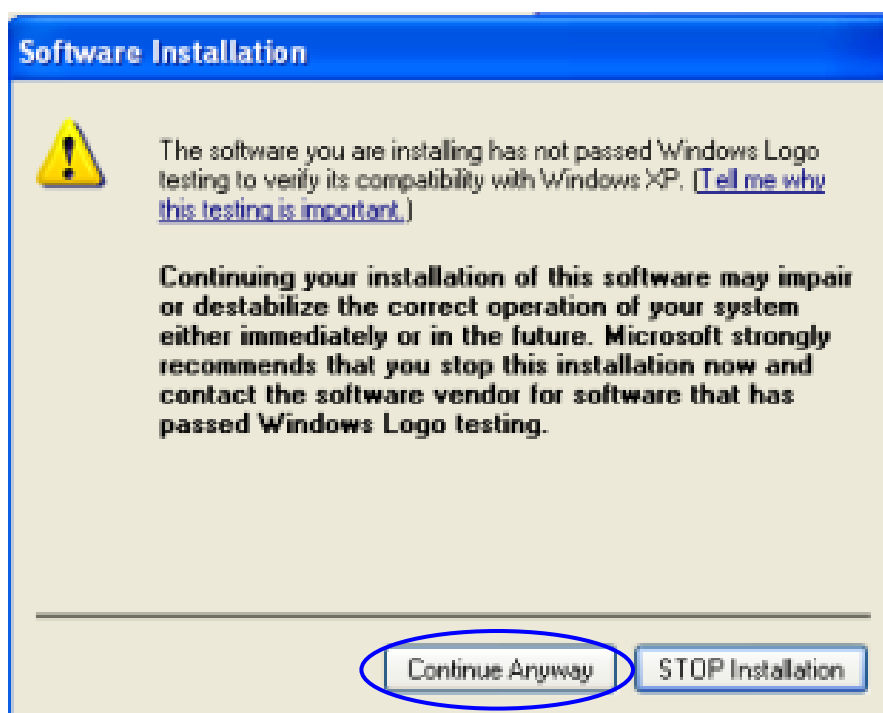 Software Installation
The software you are installing has not passed Windows Logo
testing to verify its compatibility with Windows XP. (Tell me why
this testing is important.)
Continuing your installation of this software may impair
or destabilize the correct operation of your system
either immediately or in the future. Microsoft strongly
recommends that you stop this installation now and
contact the software vendor for software that has
passed Windows Logo testing.
Continue Anyway
STOP Installation